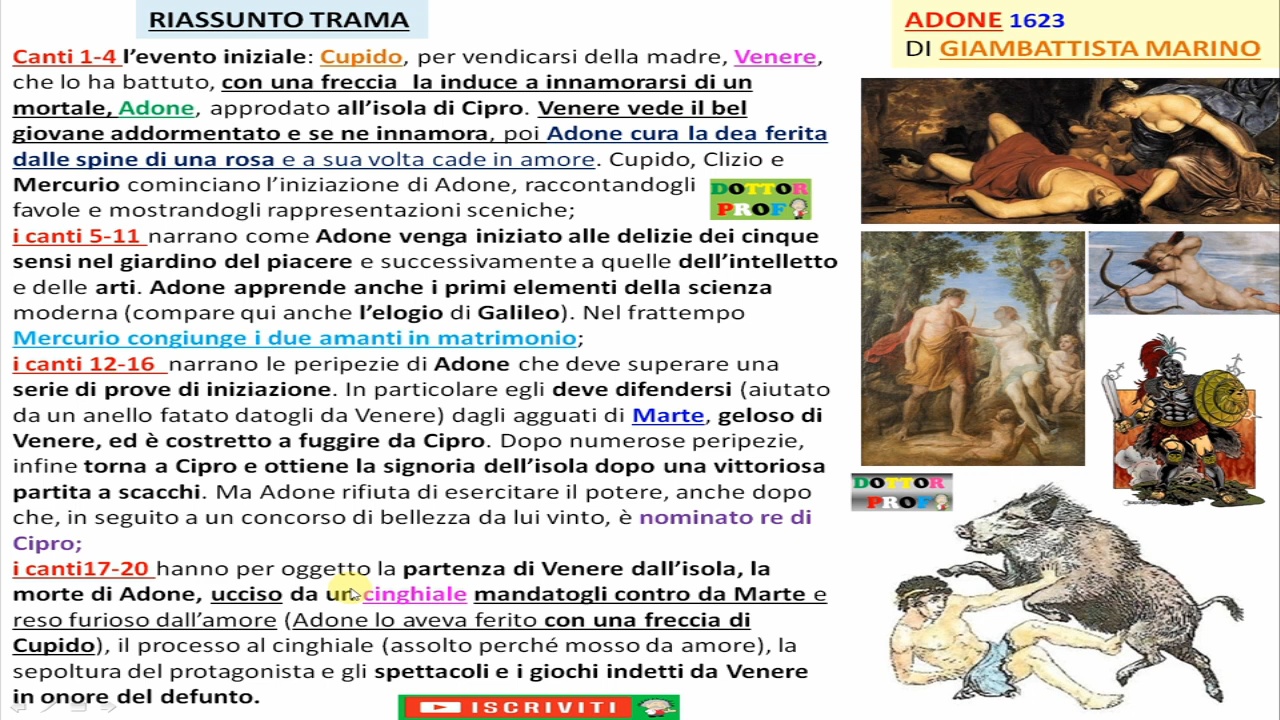 RIASSUNTO TRAMA
Canti 1-4 l'evento iniziale: Cupido, per vendicarsi della madre, Venere,
che lo ha battuto, con una freccia la induce a innamorarsi di un
mortale, Adone, approdato all'isola di Cipro. Venere vede il bel
giovane addormentato e se ne innamora, poi Adone cura la dea ferita
dalle spine di una rosa e a sua volta cade in amore. Cupido, Clizio e
Mercurio cominciano l'iniziazione di Adone, raccontandogli
favole e mostrandogli rappresentazioni sceniche;
DOTTOR
PROF
i canti 5-11 narrano come Adone venga iniziato alle delizie dei cinque
sensi nel giardino del piacere e successivamente a quelle dell'intelletto
e delle arti. Adone apprende anche i primi elementi della scienza
moderna (compare qui anche l'elogio di Galileo). Nel frattempo
Mercurio congiunge i due amanti in matrimonio;
i canti 12-16 narrano le peripezie di Adone che deve superare una
serie di prove di iniziazione. In particolare egli deve difendersi (aiutato
da un anello fatato datogli da Venere) dagli agguati di Marte, geloso di
Venere, ed è costretto a fuggire da Cipro. Dopo numerose peripezie,
infine torna a Cipro e ottiene la signoria dell'isola dopo una vittoriosa
partita a scacchi. Ma Adone rifiuta di esercitare il potere, anche dopo
che, in seguito a un concorso di bellezza da lui vinto, è nominato re di
Cipro;
i canti17-20 hanno per oggetto la partenza di Venere dall'isola, la
morte di Adone, ucciso da un cinghiale mandatogli contro da Marte e
reso furioso dall'amore (Adone lo aveva ferito con una freccia di
Cupido), il processo al cinghiale (assolto perché mosso da amore), la
sepoltura del protagonista e gli spettacoli e i giochi indetti da Venere
in onore del defunto.
ISCRIVITI
ADONE 1623
DI GIAMBATTISTA MARINO
DOTTOR
PROF